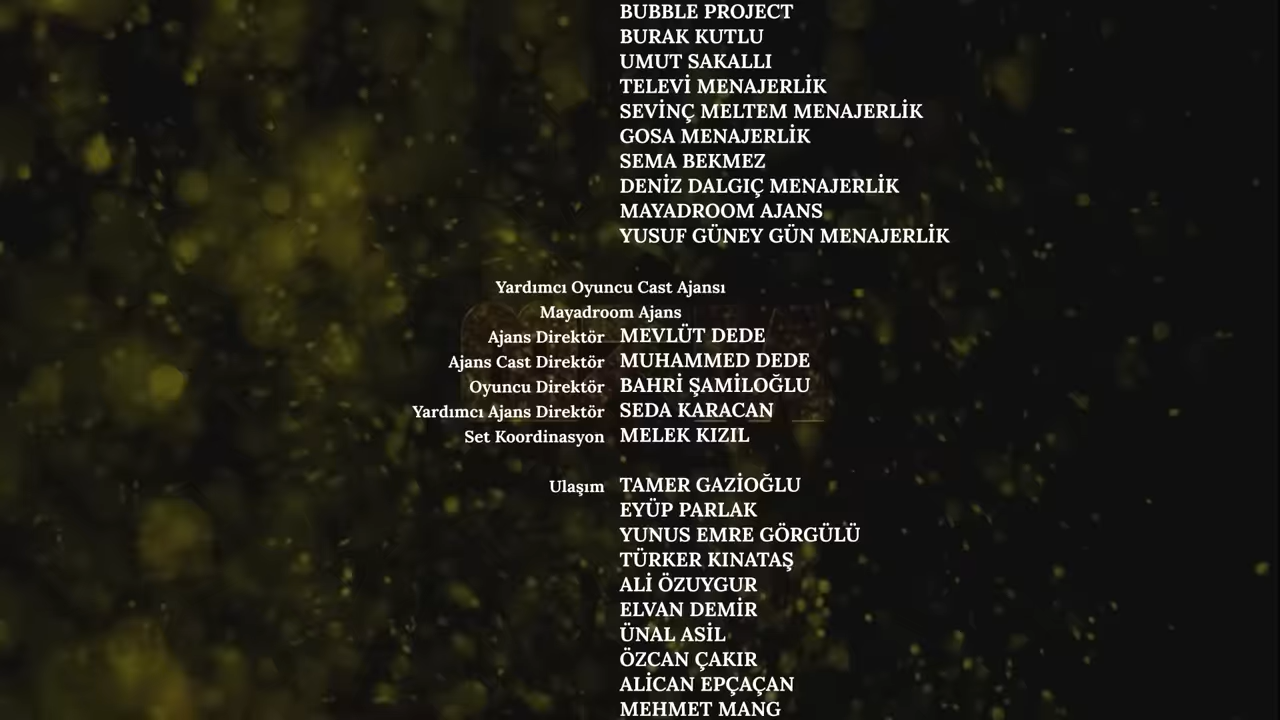 BUBBLE PROJECT
BURAK KUTLU
UMUT SAKALLI
TELEVİ MENAJERLİK
SEVİNÇ MELTEM MENAJERLİK
GOSA MENAJERLİK
SEMA BEKMEZ
DENİZ DALGIÇ MENAJERLİK
MAYADROOM AJANS
YUSUF GÜNEY GÜN MENAJERLİK
Yardımcı Oyuncu Cast Ajansı
Mayadroom Ajans
Ajans Direktör MEVLÜT DEDE
Ajans Cast Direktör MUHAMMED DEDE
Oyuncu Direktör BAHRİ ŞAMİLOĞLU
Yardımcı Ajans Direktör SEDA KARACAN
Set Koordinasyon MELEK KIZIL
Ulaşım TAMER GAZİOĞLU
EYÜP PARLAK
YUNUS EMRE GÖRGÜLÜ
TÜRKER KINATAŞ
ALİ ÖZUYGUR
ELVAN DEMİR
ÜNAL ASİL
ÖZCAN ÇAKIR
ALİCAN EPÇAÇAN
MEHMET MANG